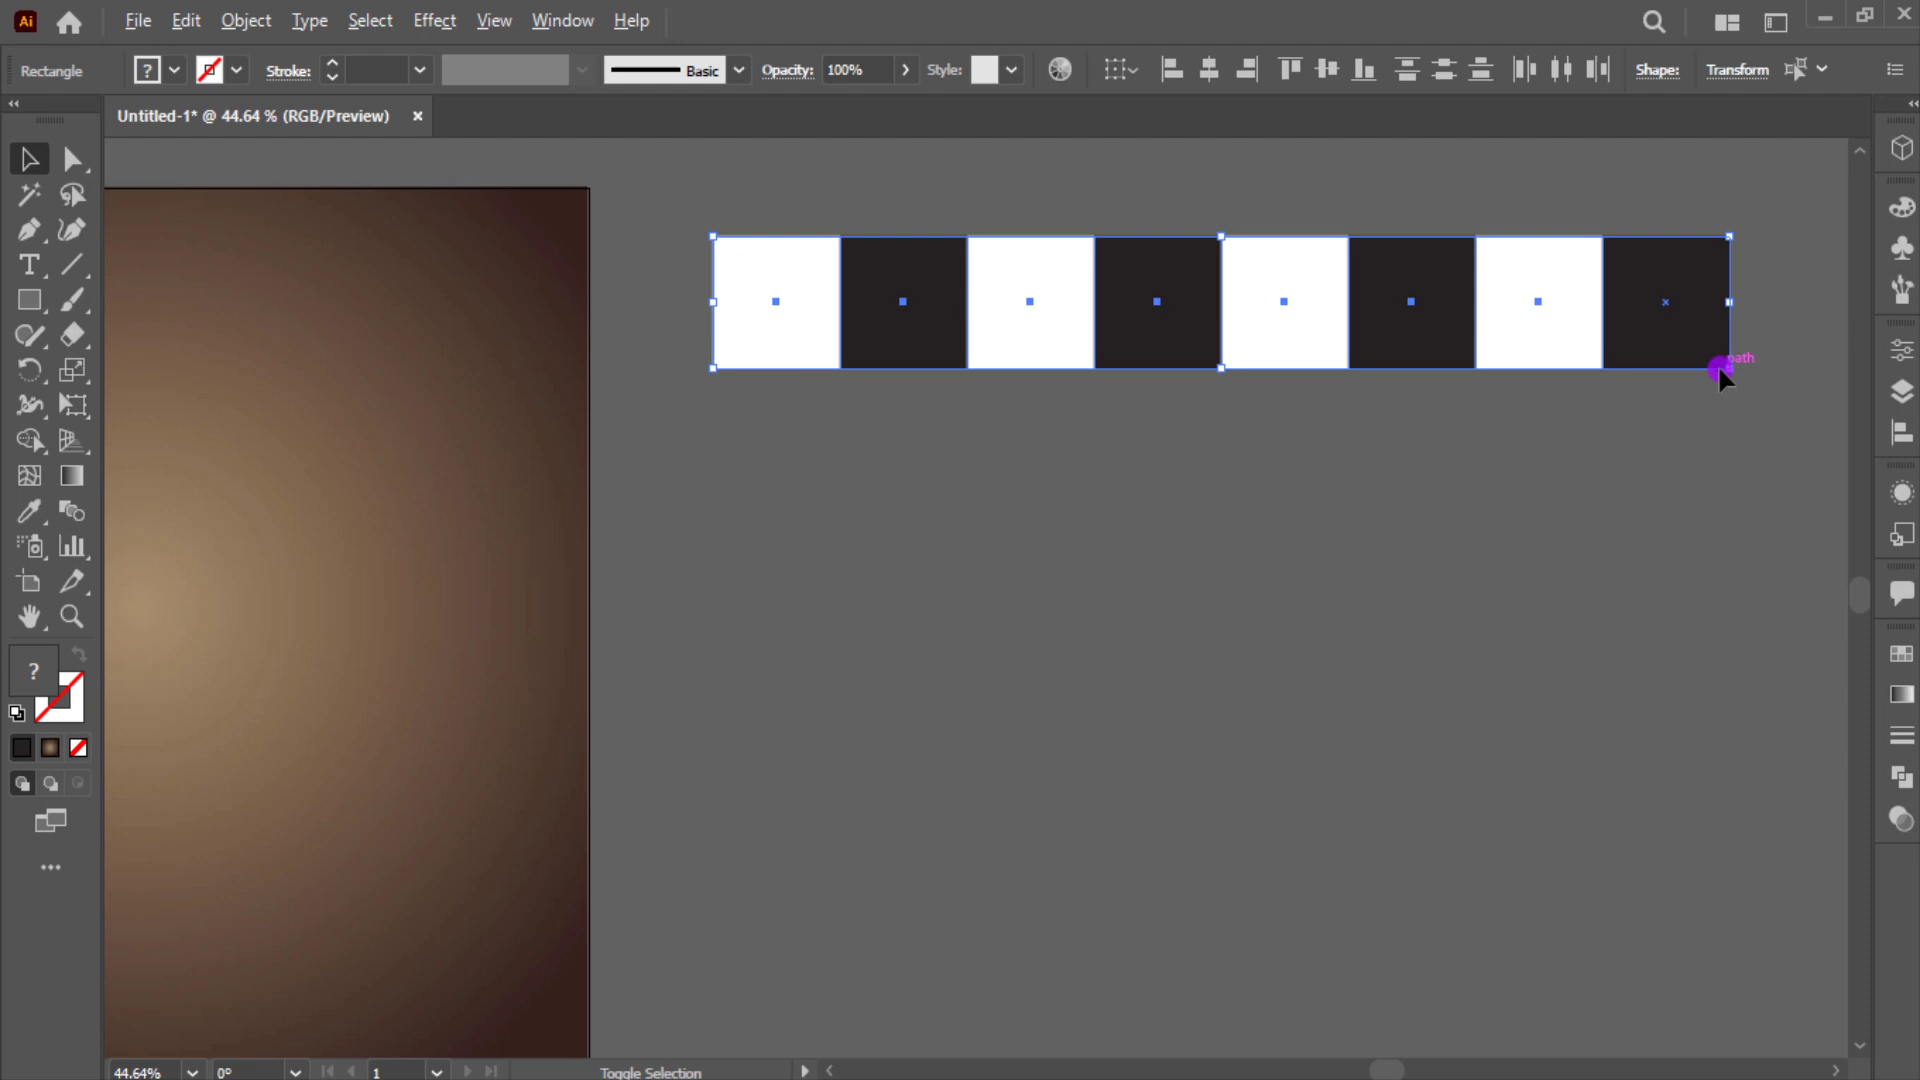 Ai File Edit Object Type Select Effect View Window Help
Rectangle ? Stroke: Basic Opacity: 100% Style: Shape: Transform
Untitled-1* @ 44.64 % (RGB/Preview) ×
path
?
44.64% 0° 1 Toggle Selection